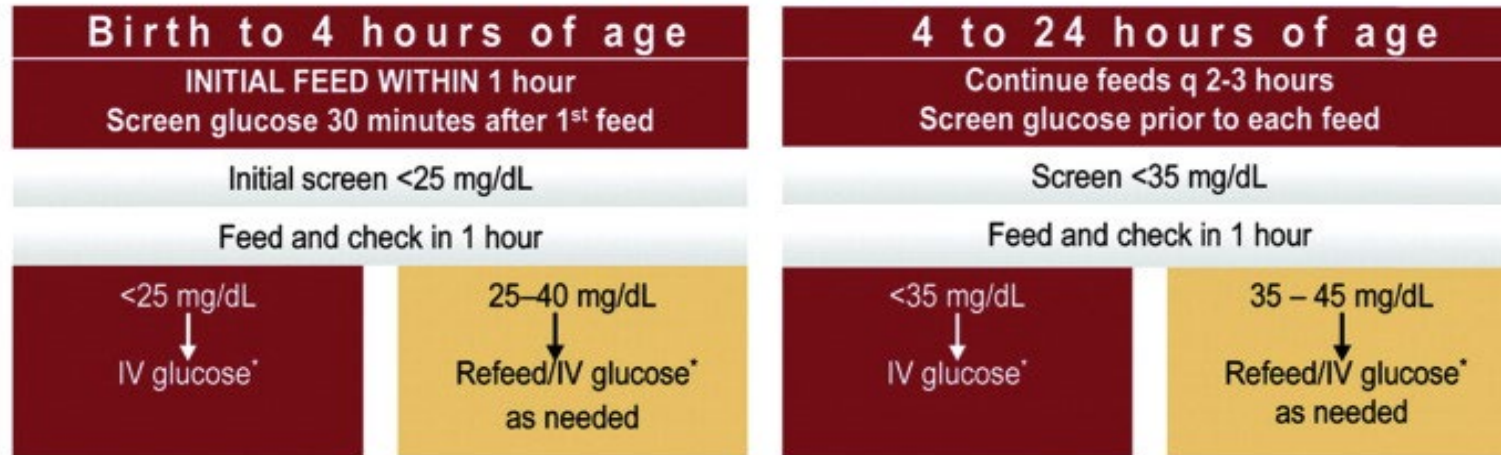 Birth to 4 hours of age
INITIAL FEED WITHIN 1 hour
Screen glucose 30 minutes after 1st feed
Initial screen <25 mg/dL
Feed and check in 1 hour
<25 mg/dL
IV glucose*
25–40 mg/dL
Refeed/IV glucose*
as needed
4 to 24 hours of age
Continue feeds q 2-3 hours
Screen glucose prior to each feed
Screen <35 mg/dL
Feed and check in 1 hour
<35 mg/dL
IV glucose*
35 – 45 mg/dL
Refeed/IV glucose*
as needed